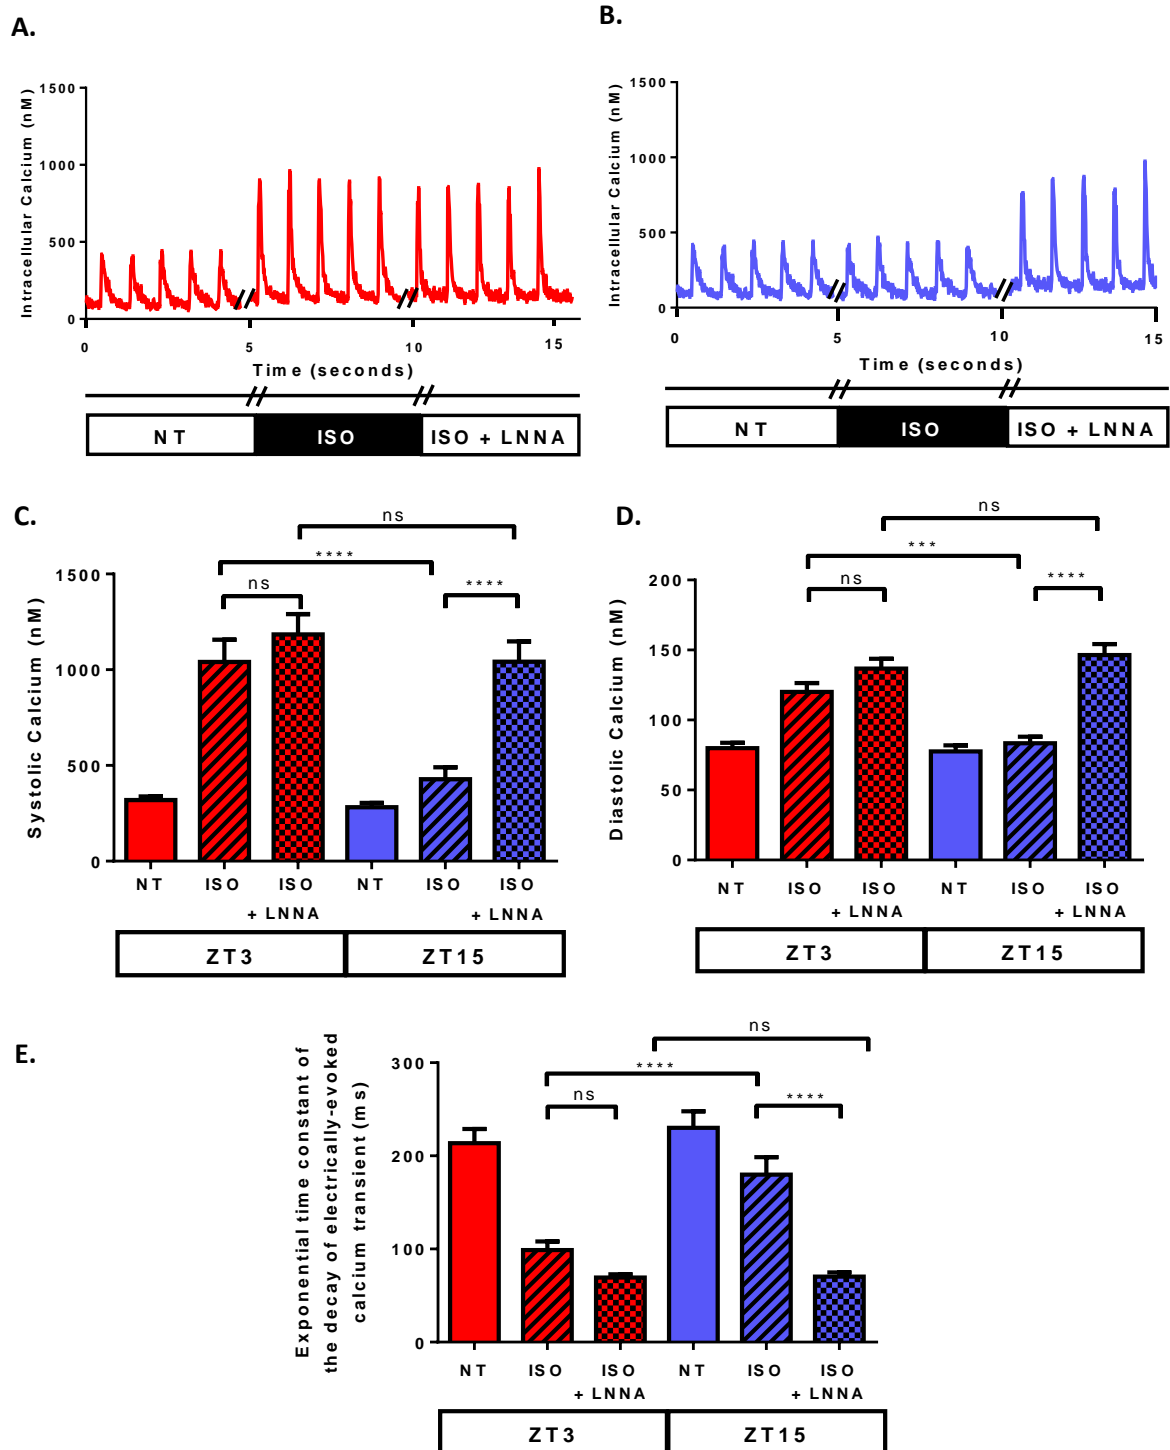 A.
B.
Intracellular Calcium (nM)
1500
1000
500
0
0
5
10
15
Time (seconds)
NT
ISO
ISO + LNNA
Intracellular Calcium (nM)
1500
1000
500
0
0
5
10
15
Time (seconds)
NT
ISO
ISO + LNNA
C.
Systolic Calcium (nM)
1500
1000
500
0
ns
****
ns
****
NT
ISO
ISO
+ LNNA
NT
ISO
ISO
+ LNNA
ZT3
ZT15
D.
Diastolic Calcium (nM)
200
150
100
50
0
ns
***
ns
****
NT
ISO
ISO
+ LNNA
NT
ISO
ISO
+ LNNA
ZT3
ZT15
E.
Exponential time constant of
the decay of electrically-evoked
calcium transient (ms)
300
200
100
0
ns
****
ns
****
NT
ISO
ISO
+ LNNA
NT
ISO
ISO
+ LNNA
ZT3
ZT15